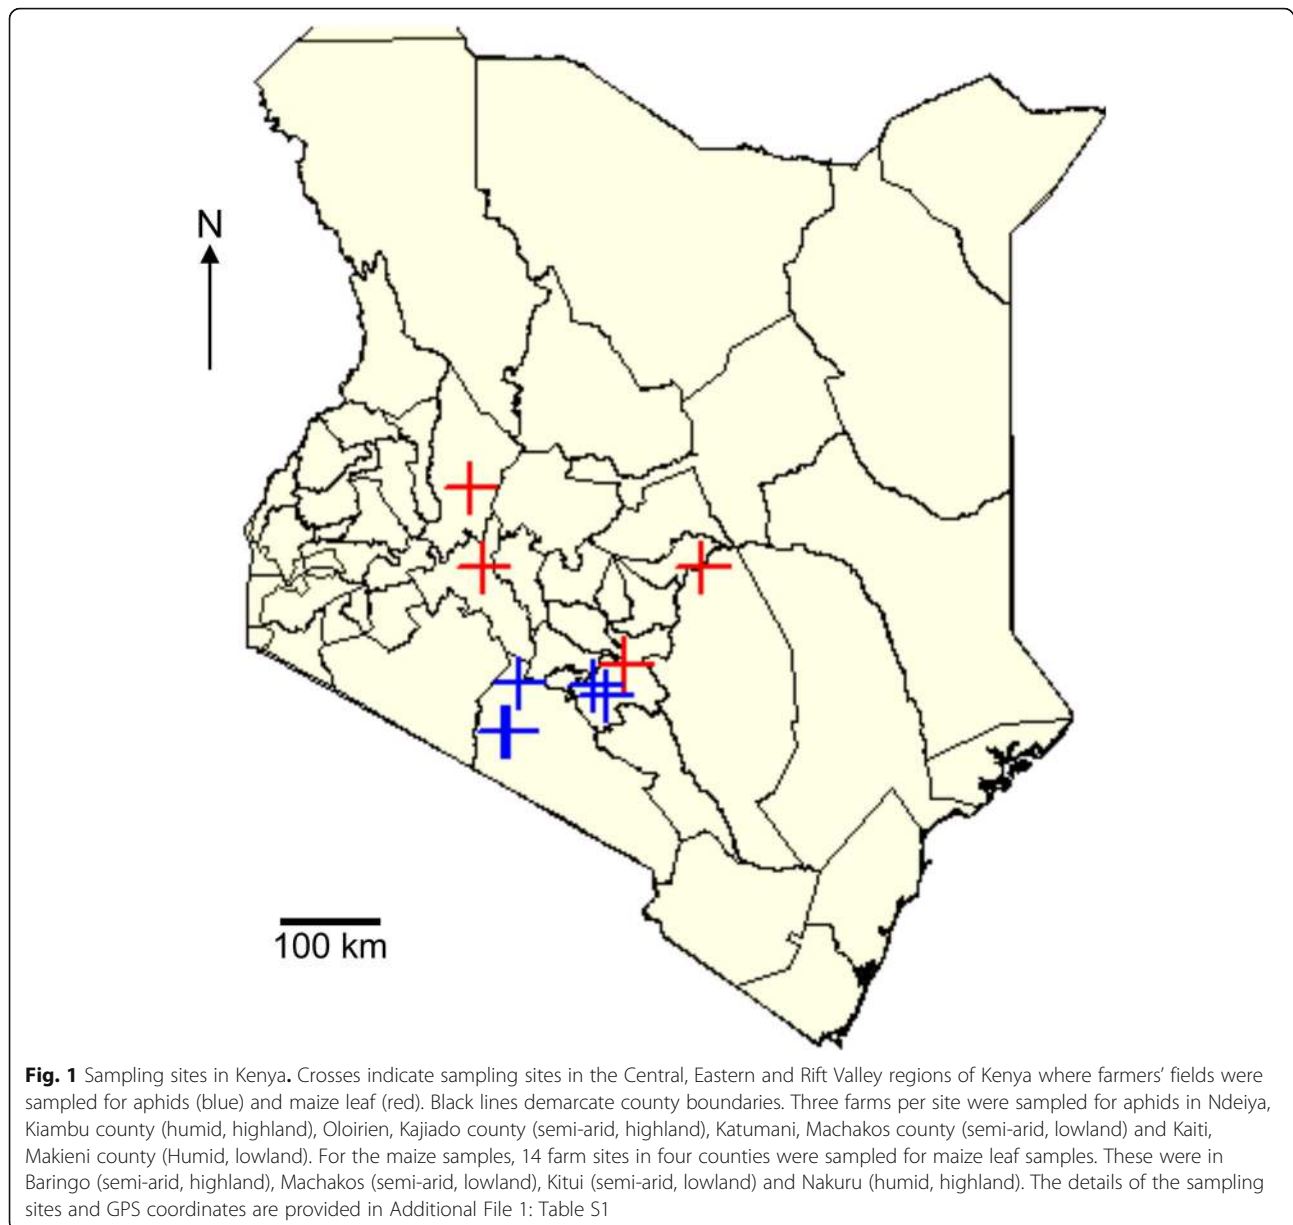 N
100 km
Fig. 1 Sampling sites in Kenya. Crosses indicate sampling sites in the Central, Eastern and Rift Valley regions of Kenya where farmers’ fields were
sampled for aphids (blue) and maize leaf (red). Black lines demarcate county boundaries. Three farms per site were sampled for aphids in Ndeiya,
Kiambu county (humid, highland), Oloirien, Kajiado county (semi-arid, highland), Katumani, Machakos county (semi-arid, lowland) and Kaiti,
Makieni county (Humid, lowland). For the maize samples, 14 farm sites in four counties were sampled for maize leaf samples. These were in
Baringo (semi-arid, highland), Machakos (semi-arid, lowland), Kitui (semi-arid, lowland) and Nakuru (humid, highland). The details of the sampling
sites and GPS coordinates are provided in Additional File 1: Table S1